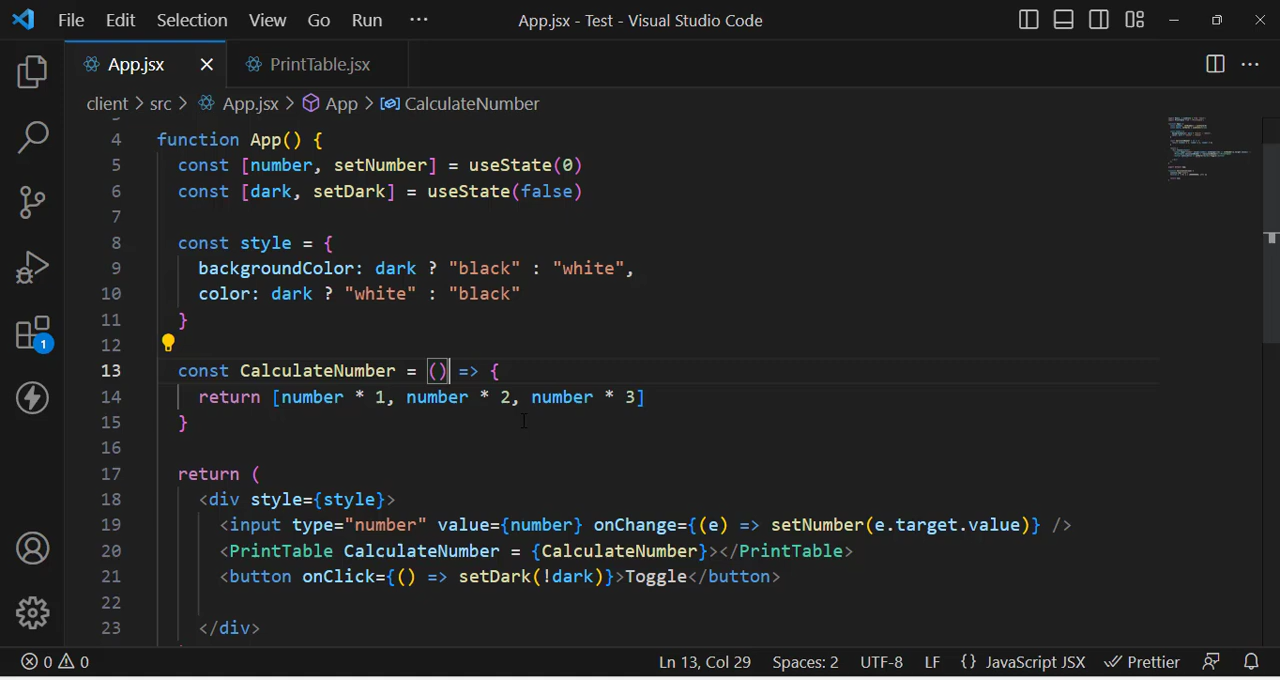 File Edit Selection View Go Run ··· App.jsx - Test - Visual Studio Code
App.jsx PrintTable.jsx
client > src > App.jsx > App > CalculateNumber
4 function App() {
5 const [number, setNumber] = useState(0)
6 const [dark, setDark] = useState(false)
7
8 const style = {
9 backgroundColor: dark ? "black" : "white",
10 color: dark ? "white" : "black"
11 }
12
13 const CalculateNumber = () => {
14 return [number * 1, number * 2, number * 3]
15 }
16
17 return (
18 <div style={style}>
19 <input type="number" value={number} onChange={(e) => setNumber(e.target.value)} />
20 <PrintTable CalculateNumber = {CalculateNumber}></PrintTable>
21 <button onClick={() => setDark(!dark)}>Toggle</button>
22
23 </div>
1
0 0 Ln 13, Col 29 Spaces: 2 UTF-8 LF {} JavaScript JSX Prettier